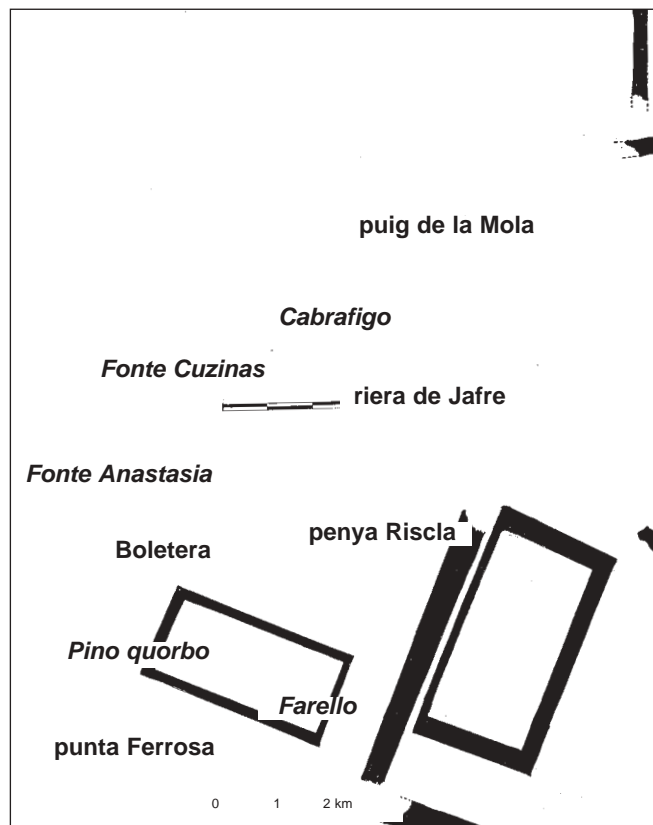 puig de la Mola
Cabrafigo
Fonte Cuzinas
riera de Jafre
Fonte Anastasia
penya Riscla
Boletera
Pino quorbo
Farello
punta Ferrosa
0 1 2 km